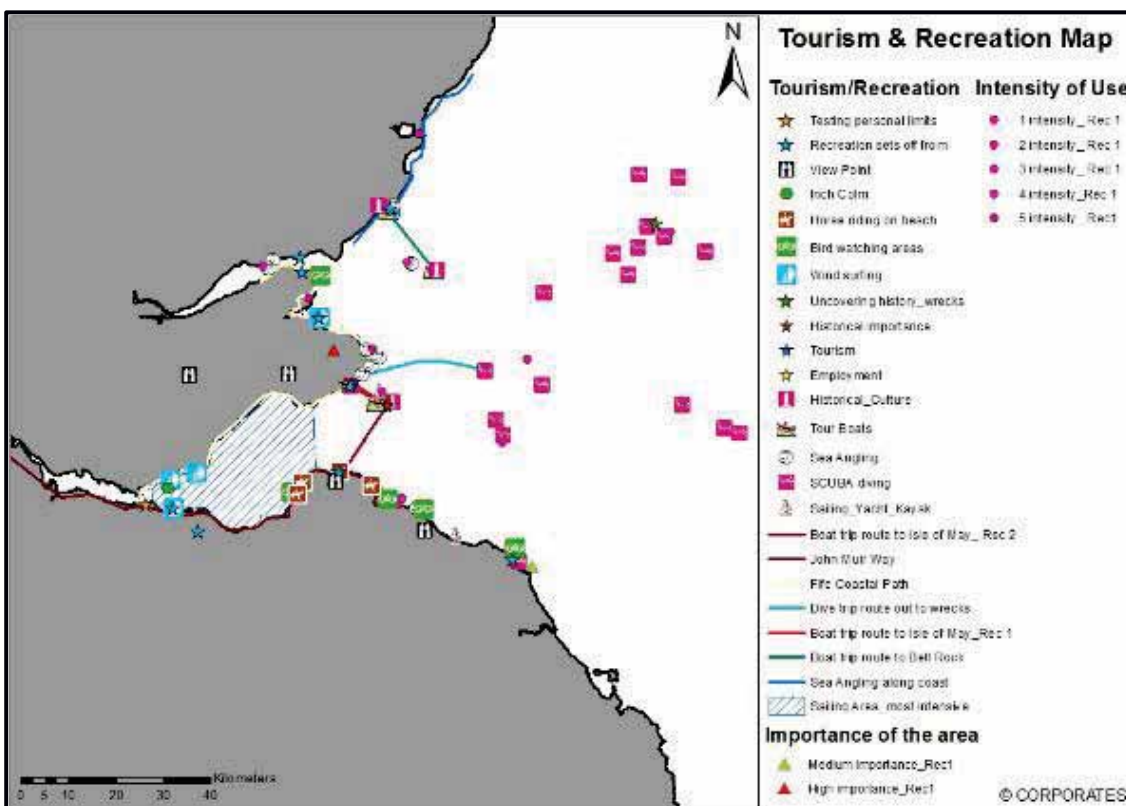 N
Tourism & Recreation Map
Tourism/Recreation
Testing personal limits
Recreation sets off from
View Point
Inch Colm
Horse riding on beach
Bird watching areas
Wind surfing
Uncovering history_wrecks
Historical importance
Tourism
Employment
Historical_Culture
Tour Boats
Sea Angling
SCUBA diving
Sailing_Yacht_Kayak
Boat trip route to Isle of May_Rec 2
John Muir Way
Fife Coastal Path
Dive trip route out to wrecks
Boat trip route to Isle of May_Rec 1
Boat trip route to Bell Rock
Sea Angling along coast
Sailing Area_most intensive
Intensity of Use
1 intensity_Rec 1
2 intensity_Rec 1
3 intensity_Rec 1
4 intensity_Rec 1
5 intensity_Rec1
Importance of the area
Medium importance_Rec1
High importance_Rec1
© CORPORATES
Kilometers
0 5 10 20 30 40